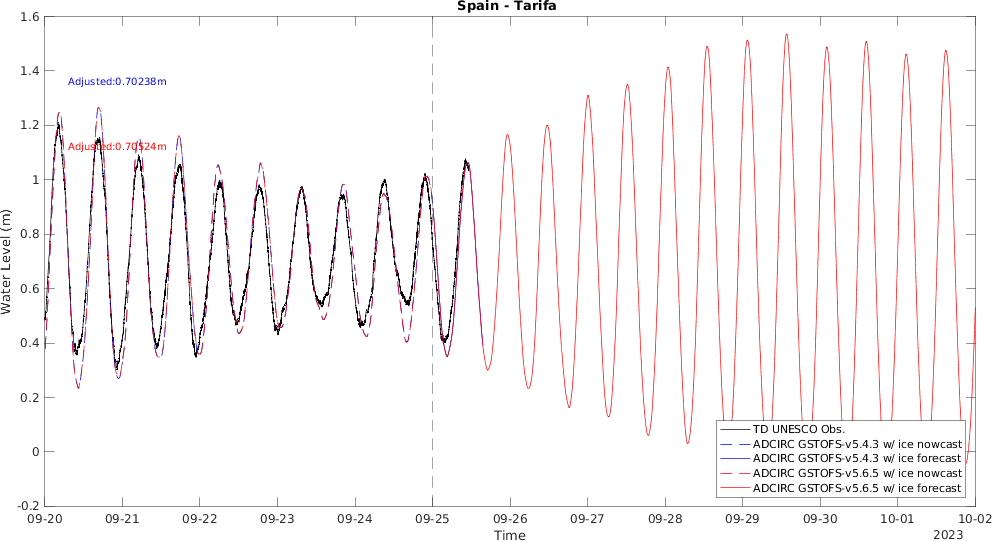 Spain - Tarifa
1.6
1.4
1.2
1
0.8
0.6
0.4
0.2
0
-0.2
Water Level (m)
Adjusted:0.70238m
Adjusted:0.70524m
TD UNESCO Obs.
ADCIRC GSTOFS-v5.4.3 w/ ice nowcast
ADCIRC GSTOFS-v5.4.3 w/ ice forecast
ADCIRC GSTOFS-v5.6.5 w/ ice nowcast
ADCIRC GSTOFS-v5.6.5 w/ ice forecast
09-20 09-21 09-22 09-23 09-24 09-25 09-26 09-27 09-28 09-29 09-30 10-01 10-02
Time
2023